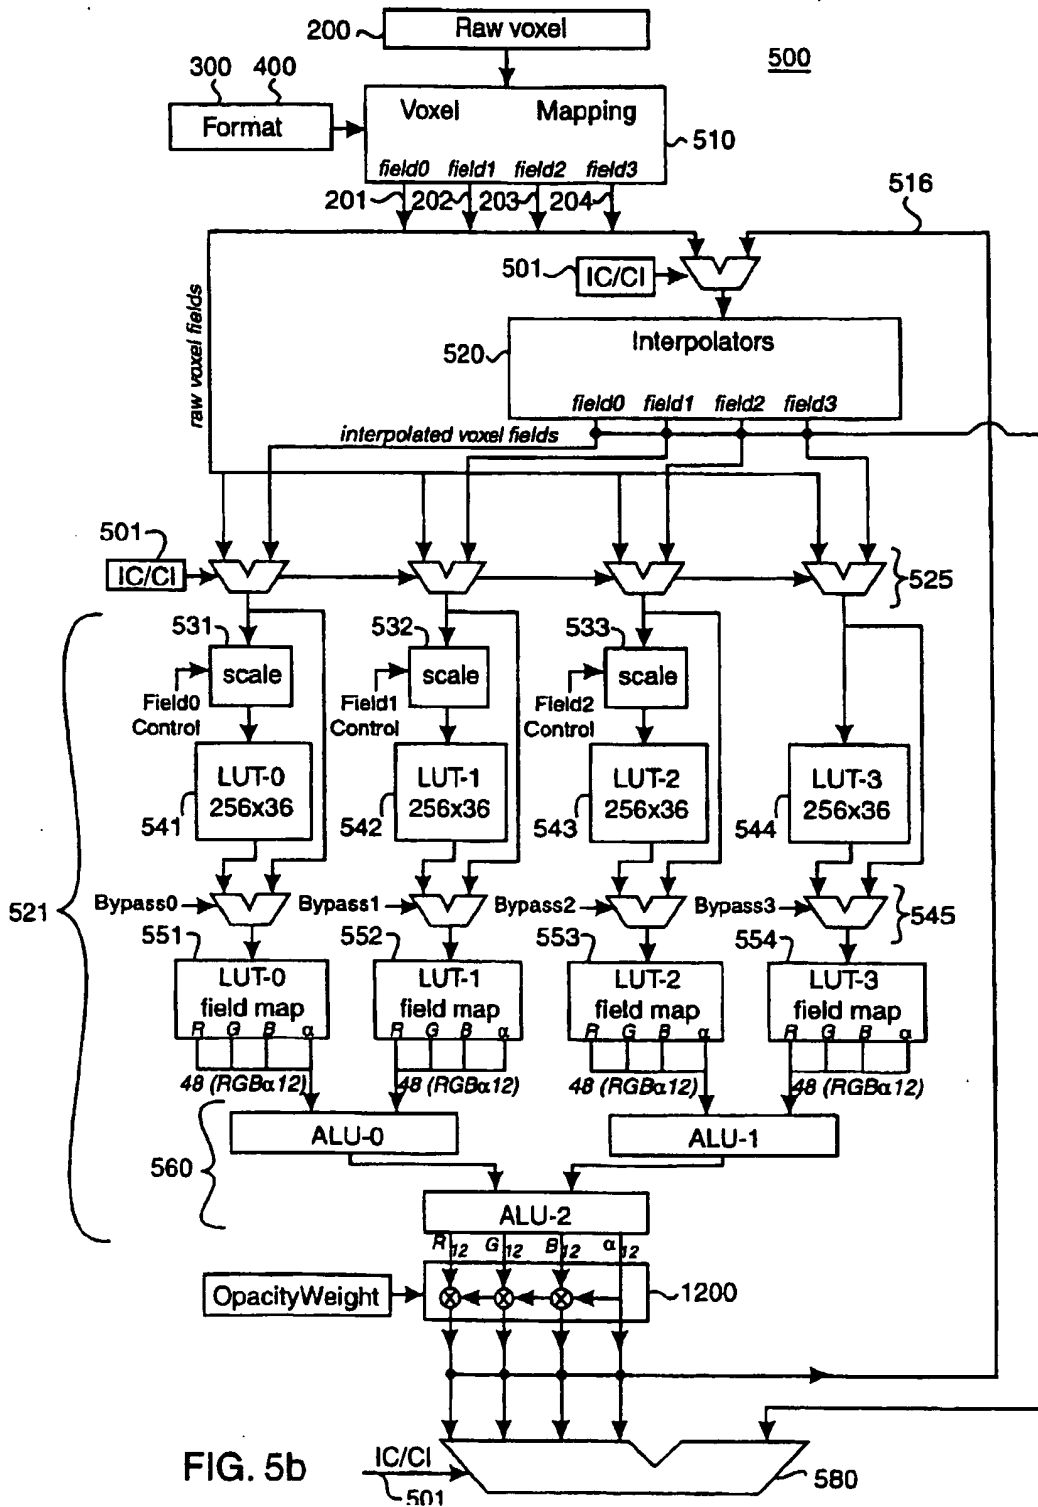 200
Raw voxel
500
300 400
Format
Voxel Mapping
510
field0 field1 field2 field3
201 202 203 204
516
501
IC/CI
raw voxel fields
Interpolators
520
field0 field1 field2 field3
interpolated voxel fields
501
IC/CI
525
531 532 533
scale scale scale
Field0 Control
Field1 Control
Field2 Control
LUT-0 256x36
LUT-1 256x36
LUT-2 256x36
LUT-3 256x36
541 542 543 544
521
Bypass0 Bypass1 Bypass2 Bypass3
545
551 552 553 554
LUT-0 field map
LUT-1 field map
LUT-2 field map
LUT-3 field map
R G B α R G B α R G B α R G B α
48 (RGBα12) 48 (RGBα12) 48 (RGBα12) 48 (RGBα12)
ALU-0 ALU-1
560
ALU-2
R 12 G 12 B 12 α 12
OpacityWeight
1200
FIG. 5b
IC/CI
501
580